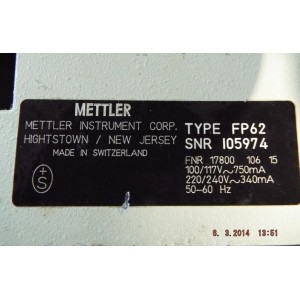 METTLER
METTLER INSTRUMENT CORP.
HIGHTSTOWN / NEW JERSEY
MADE IN SWITZERLAND
+
S
TYPE FP62
SNR 105974
FNR 17800 106 15
100/117V~750mA
220/240V~340mA
50-60 Hz
6. 3.2014 13:51